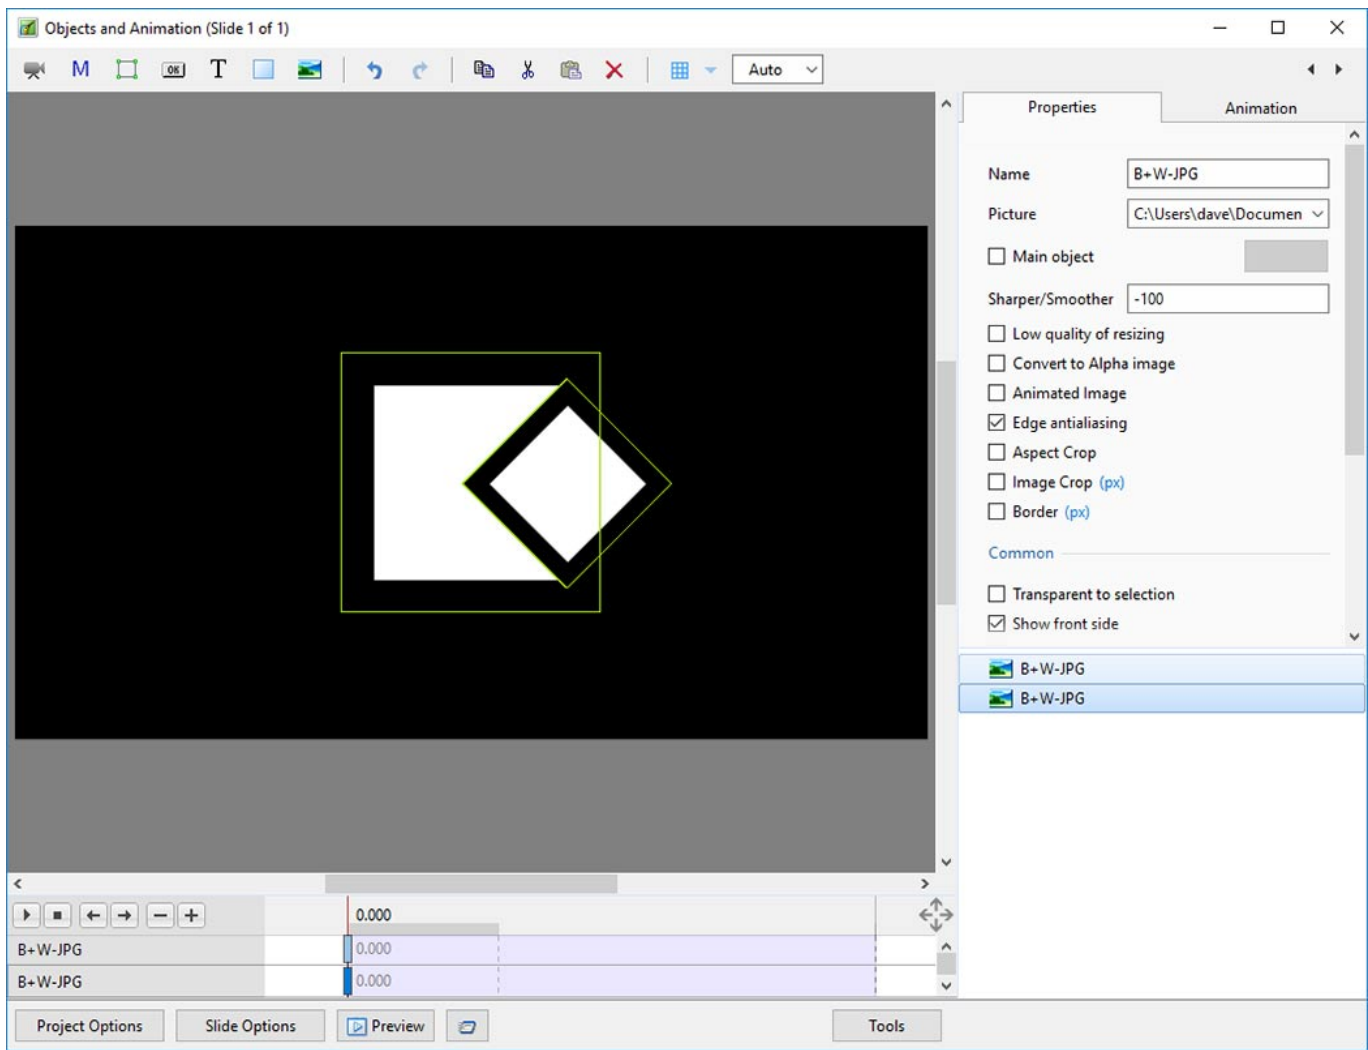 Objects and Animation (Slide 1 of 1)
M OK T Auto
Properties Animation
Name B+W-JPG
Picture C:\Users\dave\Documen
Main object
Sharper/Smoother -100
Low quality of resizing
Convert to Alpha image
Animated Image
Edge antialiasing
Aspect Crop
Image Crop (px)
Border (px)
Common
Transparent to selection
Show front side
B+W-JPG
B+W-JPG
0.000
B+W-JPG 0.000
B+W-JPG 0.000
Project Options Slide Options Preview Tools